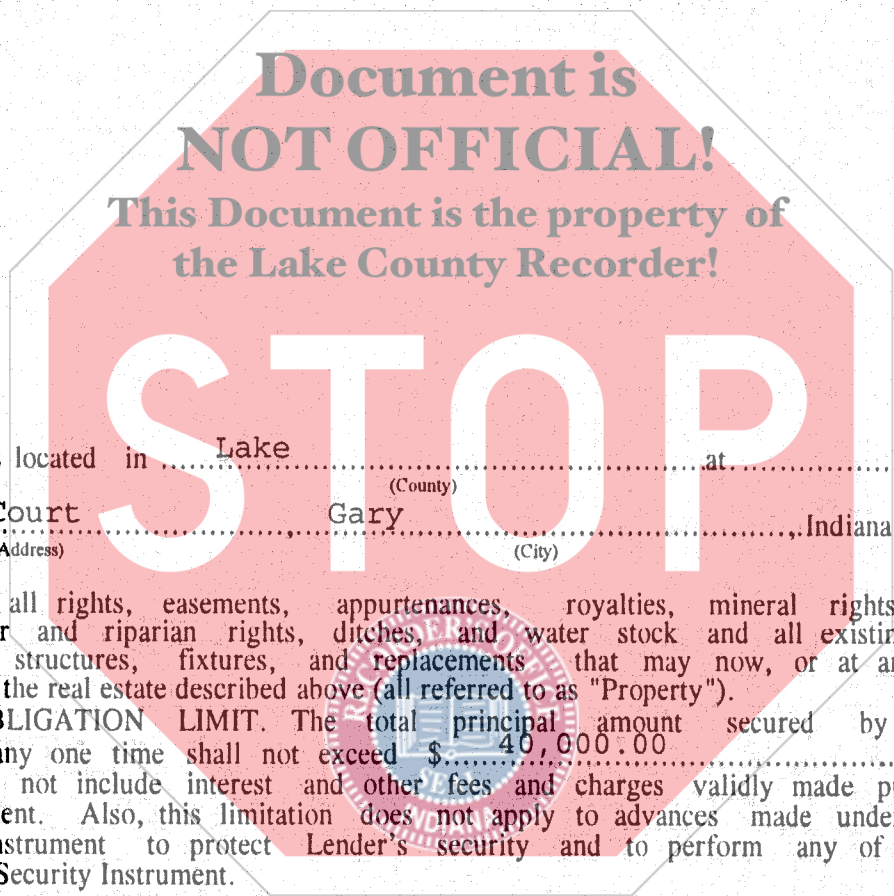 Document is
NOT OFFICIAL!
This Document is the property of
the Lake County Recorder!
STOP
located in ........Lake................................................at....................
(County)
Court Gary ,Indiana
Address) (City)
all rights, easements, appurtenances, royalties, mineral rights
r and riparian rights, ditches, and water stock and all existin
structures, fixtures, and replacements that may now, or at an
the real estate described above (all referred to as "Property").
BLIGATION LIMIT. The total principal amount secured by
any one time shall not exceed $.....40,000.00....................
not include interest and other fees and charges validly made pu
ent. Also, this limitation does not apply to advances made unde
nstrument to protect Lender's security and to perform any of
Security Instrument.
RECORDER'S OFFICE
SEAL
INDIANA